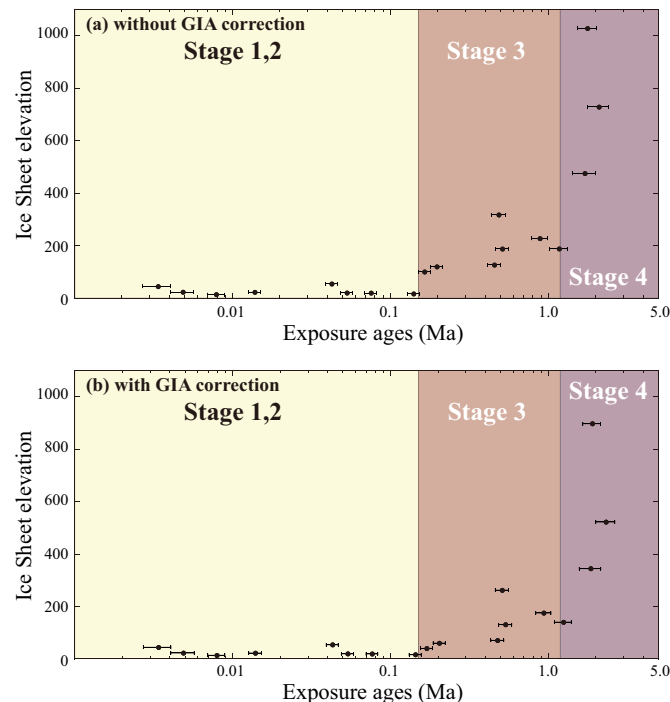 (a) without GIA correction
Stage 1,2
Stage 3
Stage 4
Ice Sheet elevation
1000
800
600
400
200
0
0.01
0.1
1.0
5.0
Exposure ages (Ma)
(b) with GIA correction
Stage 1,2
Stage 3
Stage 4
Ice Sheet elevation
1000
800
600
400
200
0
0.01
0.1
1.0
5.0
Exposure ages (Ma)